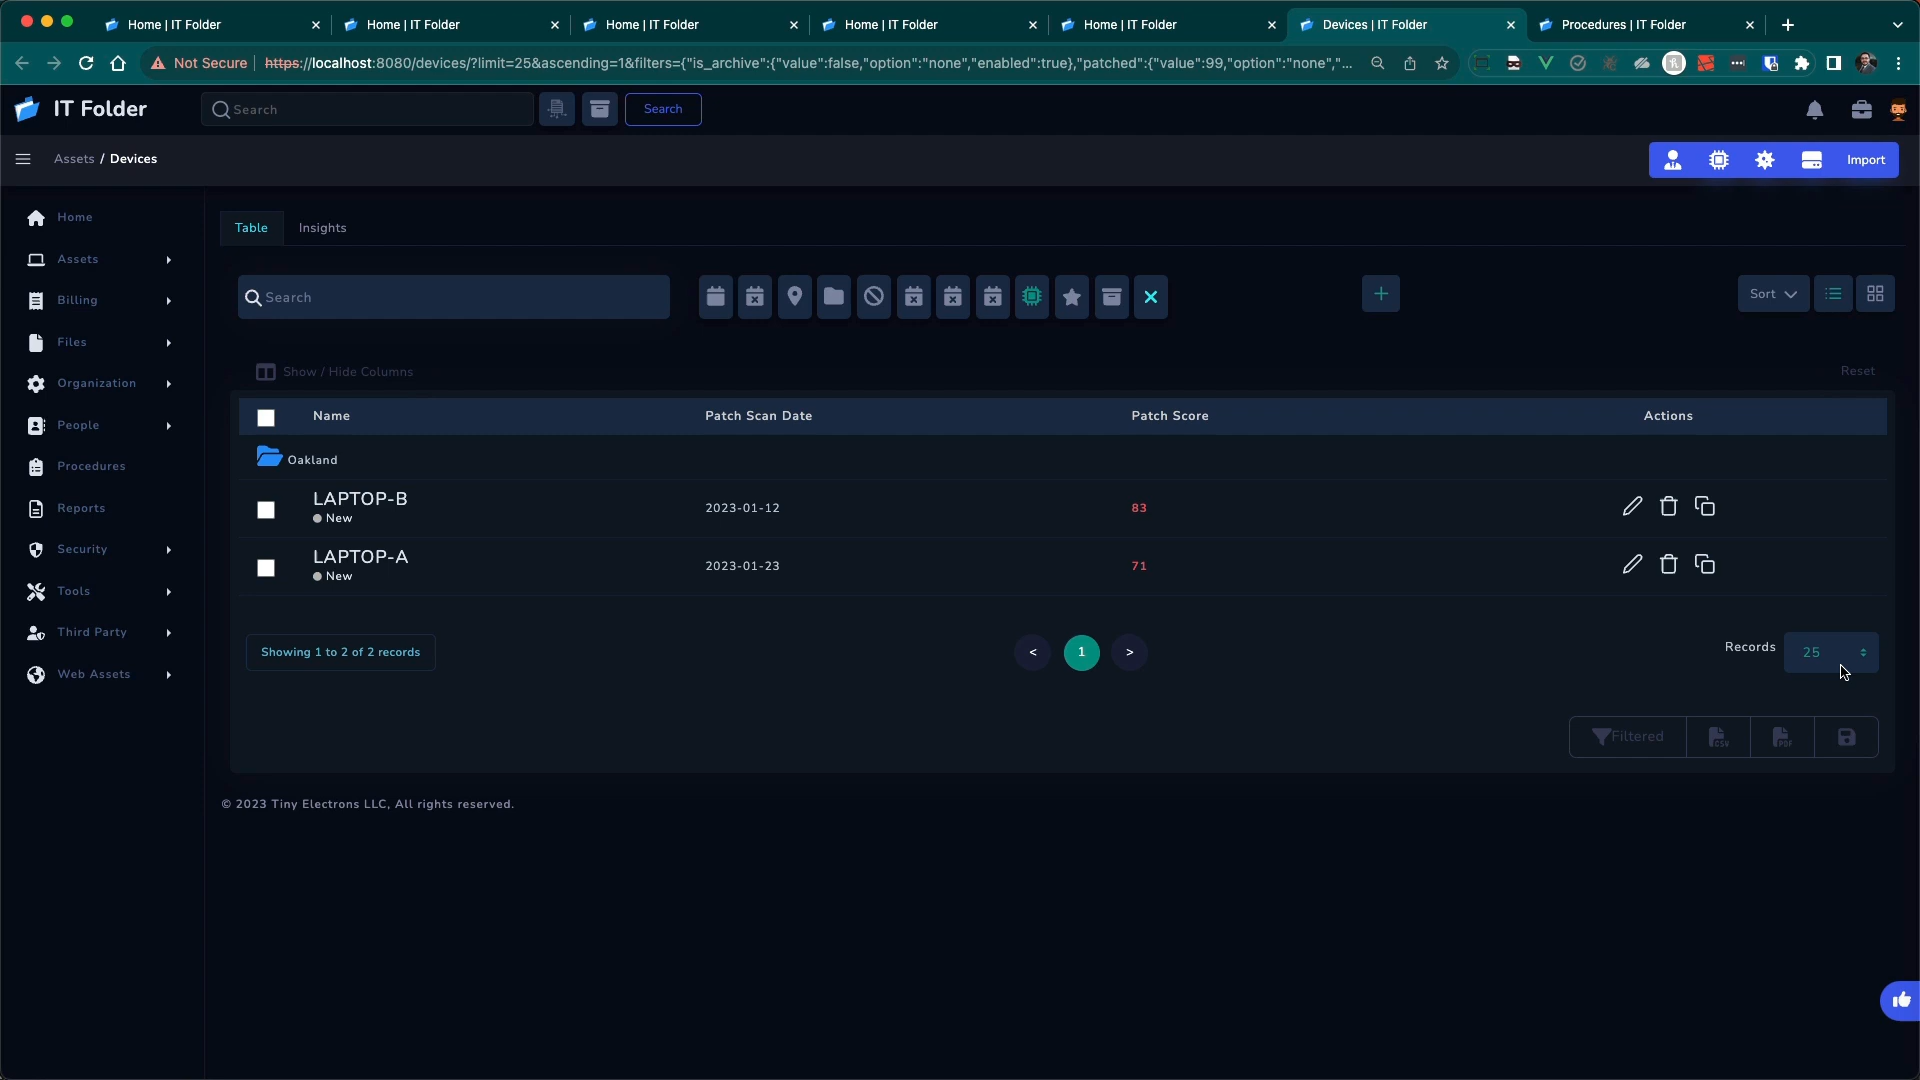 Home | IT Folder
Home | IT Folder
Home | IT Folder
Home | IT Folder
Home | IT Folder
Devices | IT Folder
Procedures | IT Folder
Not Secure
https://localhost:8080/devices/?limit=25&ascending=1&filters={"is_archive":{"value":false,"option":"none","enabled":true},"patched":{"value":99,"option":"none","...
IT Folder
Search
Search
Assets / Devices
Import
Home
Assets
Billing
Files
Organization
People
Procedures
Reports
Security
Tools
Third Party
Web Assets
Table
Insights
Search
Sort
Show / Hide Columns
Reset
Name
Patch Scan Date
Patch Score
Actions
Oakland
LAPTOP-B
New
2023-01-12
83
LAPTOP-A
New
2023-01-23
71
Showing 1 to 2 of 2 records
<
1
>
Records
25
Filtered
CSV
PDF
© 2023 Tiny Electrons LLC, All rights reserved.